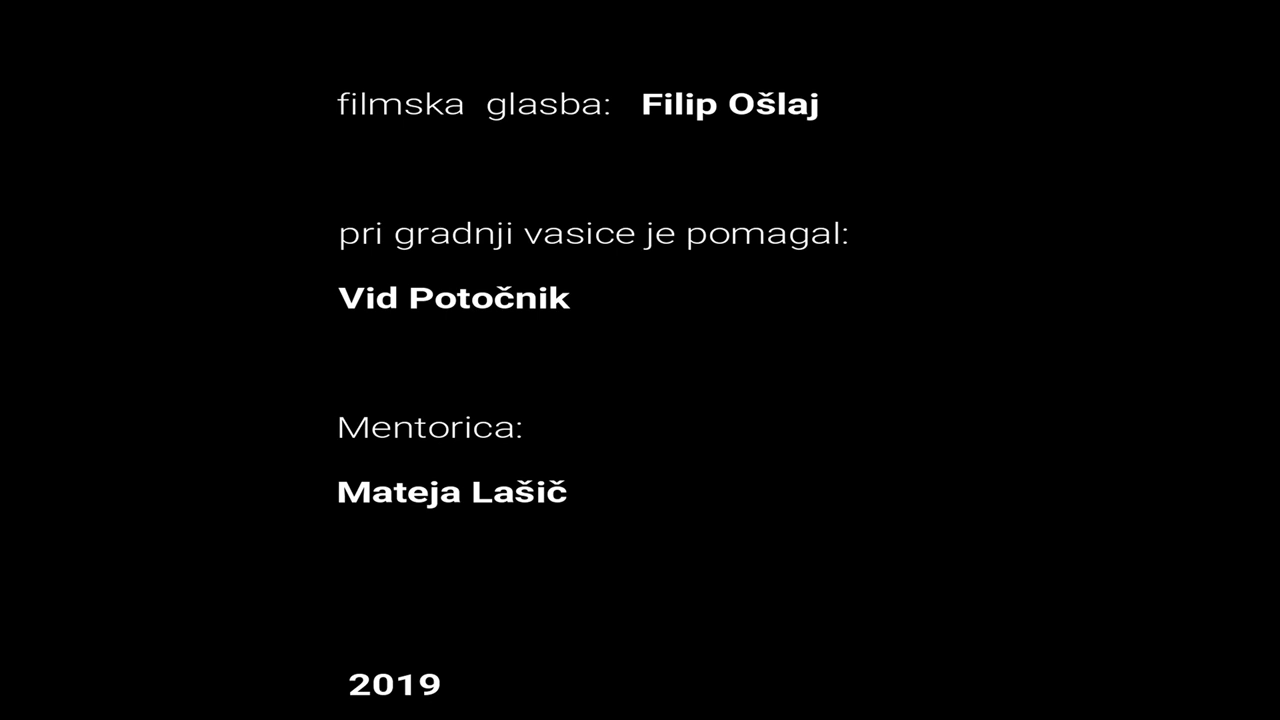 filmska glasba: Filip Ošlaj
pri gradnji vasice je pomagal:
Vid Potočnik
Mentorica:
Mateja Lašič
2019